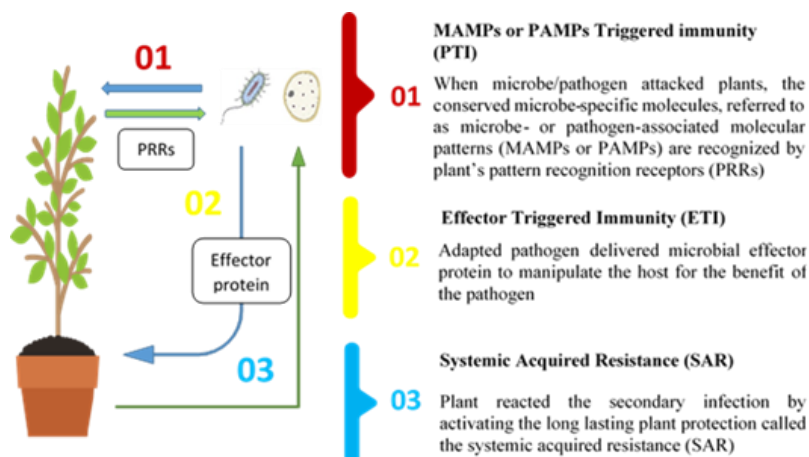 01
PRRs
02
Effector
protein
03
01
MAMPs or PAMPs Triggered immunity
(PTI)
When microbe/pathogen attacked plants, the
conserved microbe-specific molecules, referred to
as microbe- or pathogen-associated molecular
patterns (MAMPs or PAMPs) are recognized by
plant's pattern recognition receptors (PRRs)
02
Effector Triggered Immunity (ETI)
Adapted pathogen delivered microbial effector
protein to manipulate the host for the benefit of
the pathogen
03
Systemic Acquired Resistance (SAR)
Plant reacted the secondary infection by
activating the long lasting plant protection called
the systemic acquired resistance (SAR)